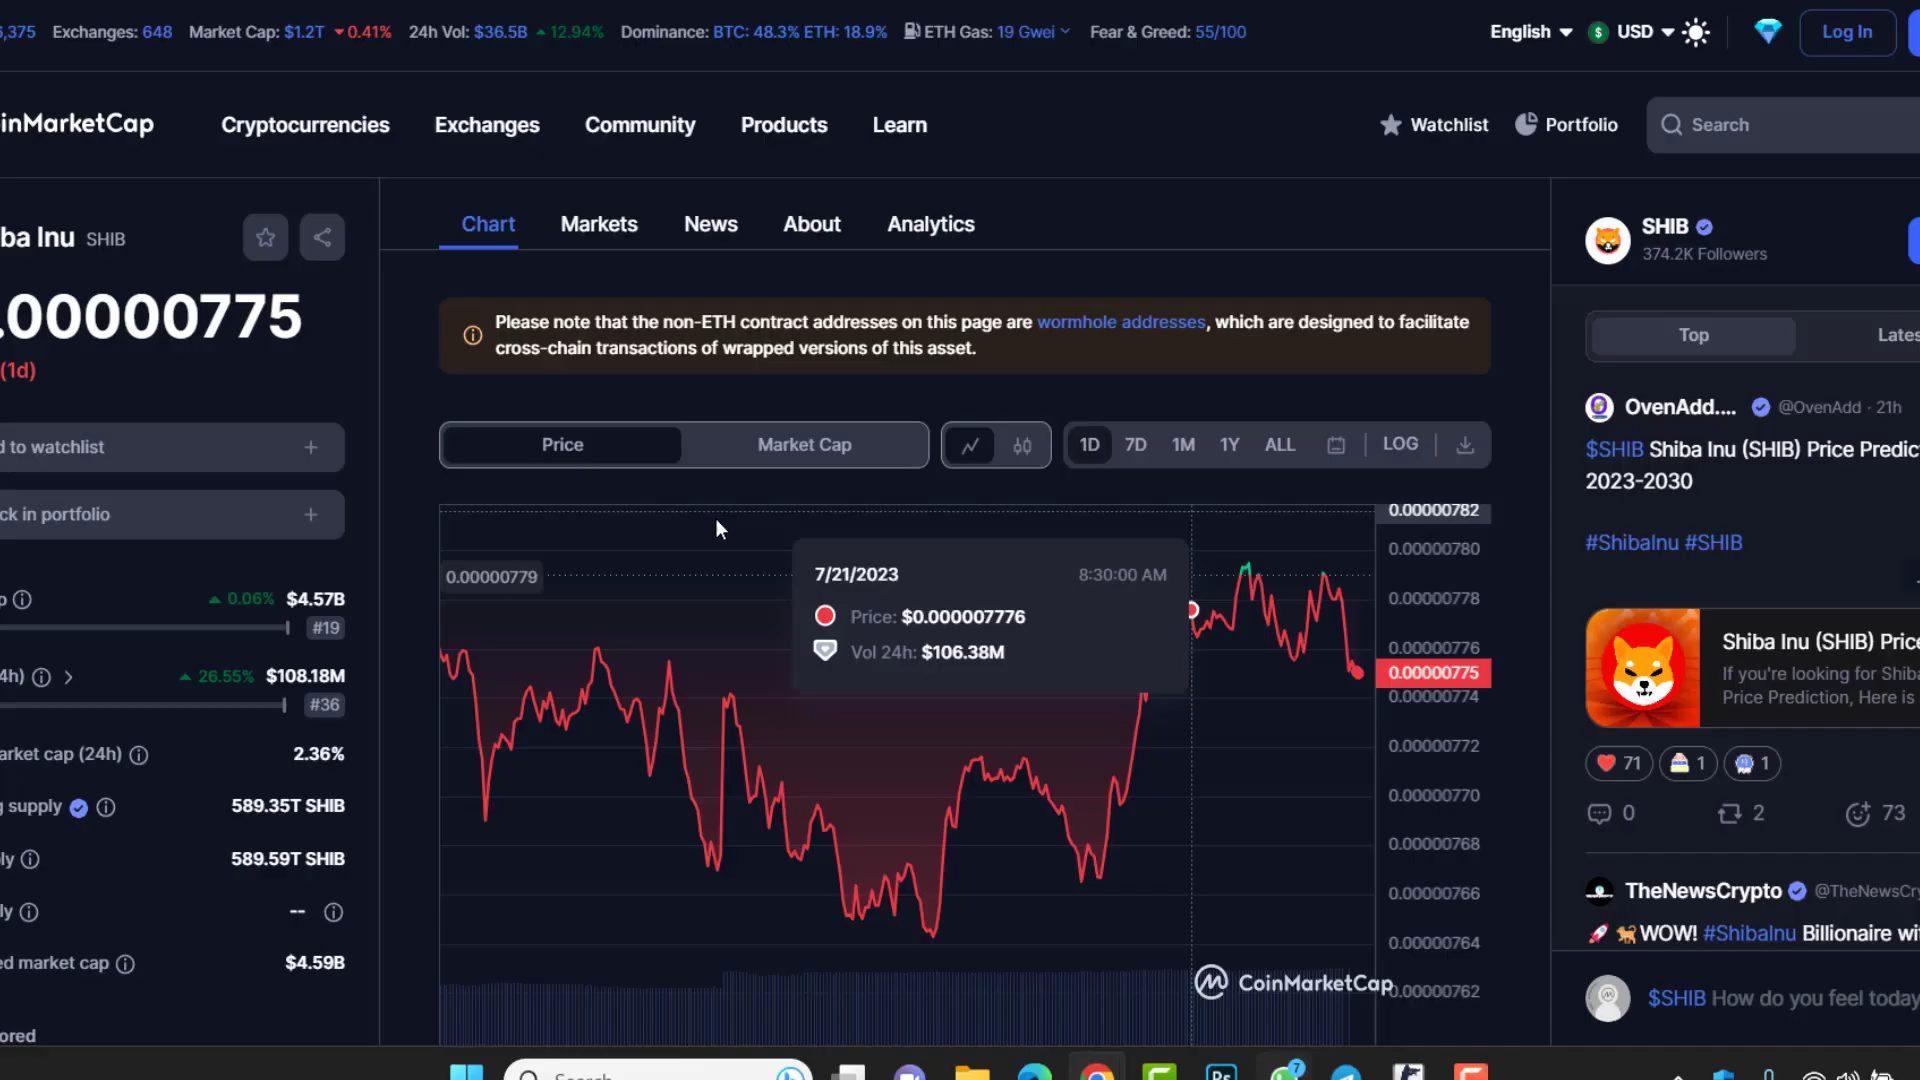 6,375 Exchanges: 648 Market Cap: $1.2T 0.41% 24h Vol: $36.5B 12.94% Dominance: BTC: 48.3% ETH: 18.9% ETH Gas: 19 Gwei Fear & Greed: 55/100 English USD Log In
inMarketCap Cryptocurrencies Exchanges Community Products Learn Watchlist Portfolio Search
ba Inu SHIB
.00000775
(1d)
d to watchlist +
ck in portfolio +
p 0.06% $4.57B
#19
4h) 26.55% $108.18M
#36
arket cap (24h) 2.36%
g supply 589.35T SHIB
ly 589.59T SHIB
ly --
ed market cap $4.59B
ored
Chart Markets News About Analytics
Please note that the non-ETH contract addresses on this page are wormhole addresses, which are designed to facilitate
cross-chain transactions of wrapped versions of this asset.
Price Market Cap 1D 7D 1M 1Y ALL LOG
0.00000782
0.00000780
0.00000779
7/21/2023 8:30:00 AM
Price: $0.000007776
Vol 24h: $106.38M
0.00000778
0.00000776
0.00000775
0.00000774
0.00000772
0.00000770
0.00000768
0.00000766
0.00000764
0.00000762
CoinMarketCap
SHIB
374.2K Followers
Top Lates
OvenAdd.... @OvenAdd · 21h
$SHIB Shiba Inu (SHIB) Price Predic
2023-2030
#ShibaInu #SHIB
Shiba Inu (SHIB) Price
If you're looking for Shiba
Price Prediction, Here is
71 1 1
0 2 73
TheNewsCrypto @TheNewsCry
WOW! #ShibaInu Billionaire wi
$SHIB How do you feel today
Search
Ps
7